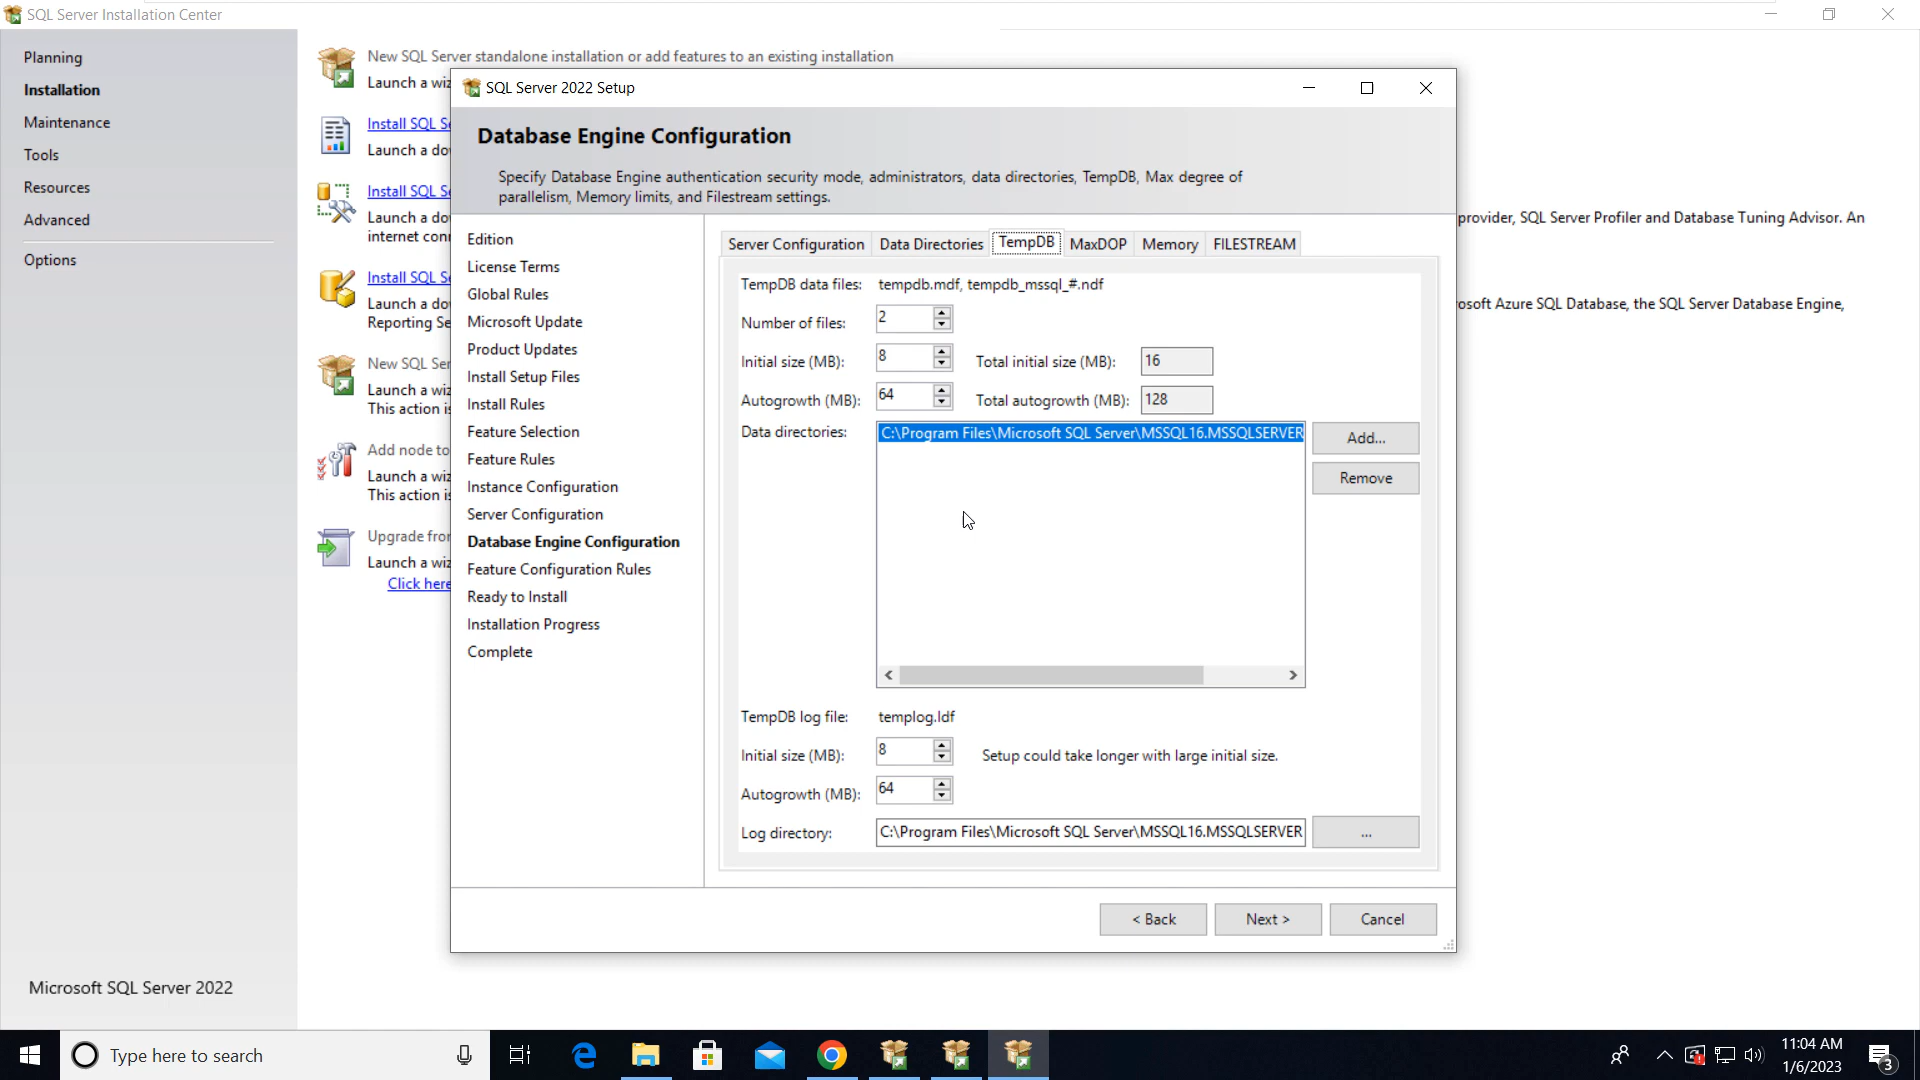 SQL Server Installation Center
Planning
Installation
Maintenance
Tools
Resources
Advanced
Options
Microsoft SQL Server 2022
New SQL Server standalone installation or add features to an existing installation
Launch a wiz
Install SQL Se
Launch a do
Install SQL Se
Launch a do
internet conn
provider, SQL Server Profiler and Database Tuning Advisor. An
Install SQL Se
Launch a do
Reporting Se
osoft Azure SQL Database, the SQL Server Database Engine,
New SQL Ser
Launch a wiz
This action is
Add node to
Launch a wiz
This action is
Upgrade from
Launch a wiz
Click here
SQL Server 2022 Setup
Database Engine Configuration
Specify Database Engine authentication security mode, administrators, data directories, TempDB, Max degree of
parallelism, Memory limits, and Filestream settings.
Edition
License Terms
Global Rules
Microsoft Update
Product Updates
Install Setup Files
Install Rules
Feature Selection
Feature Rules
Instance Configuration
Server Configuration
Database Engine Configuration
Feature Configuration Rules
Ready to Install
Installation Progress
Complete
Server Configuration Data Directories TempDB MaxDOP Memory FILESTREAM
TempDB data files: tempdb.mdf, tempdb_mssql_#.ndf
Number of files: 2
Initial size (MB): 8 Total initial size (MB): 16
Autogrowth (MB): 64 Total autogrowth (MB): 128
Data directories: C:\Program Files\Microsoft SQL Server\MSSQL16.MSSQLSERVER Add...
Remove
TempDB log file: templog.ldf
Initial size (MB): 8 Setup could take longer with large initial size.
Autogrowth (MB): 64
Log directory: C:\Program Files\Microsoft SQL Server\MSSQL16.MSSQLSERVER ...
< Back Next > Cancel
Type here to search
11:04 AM
1/6/2023
3